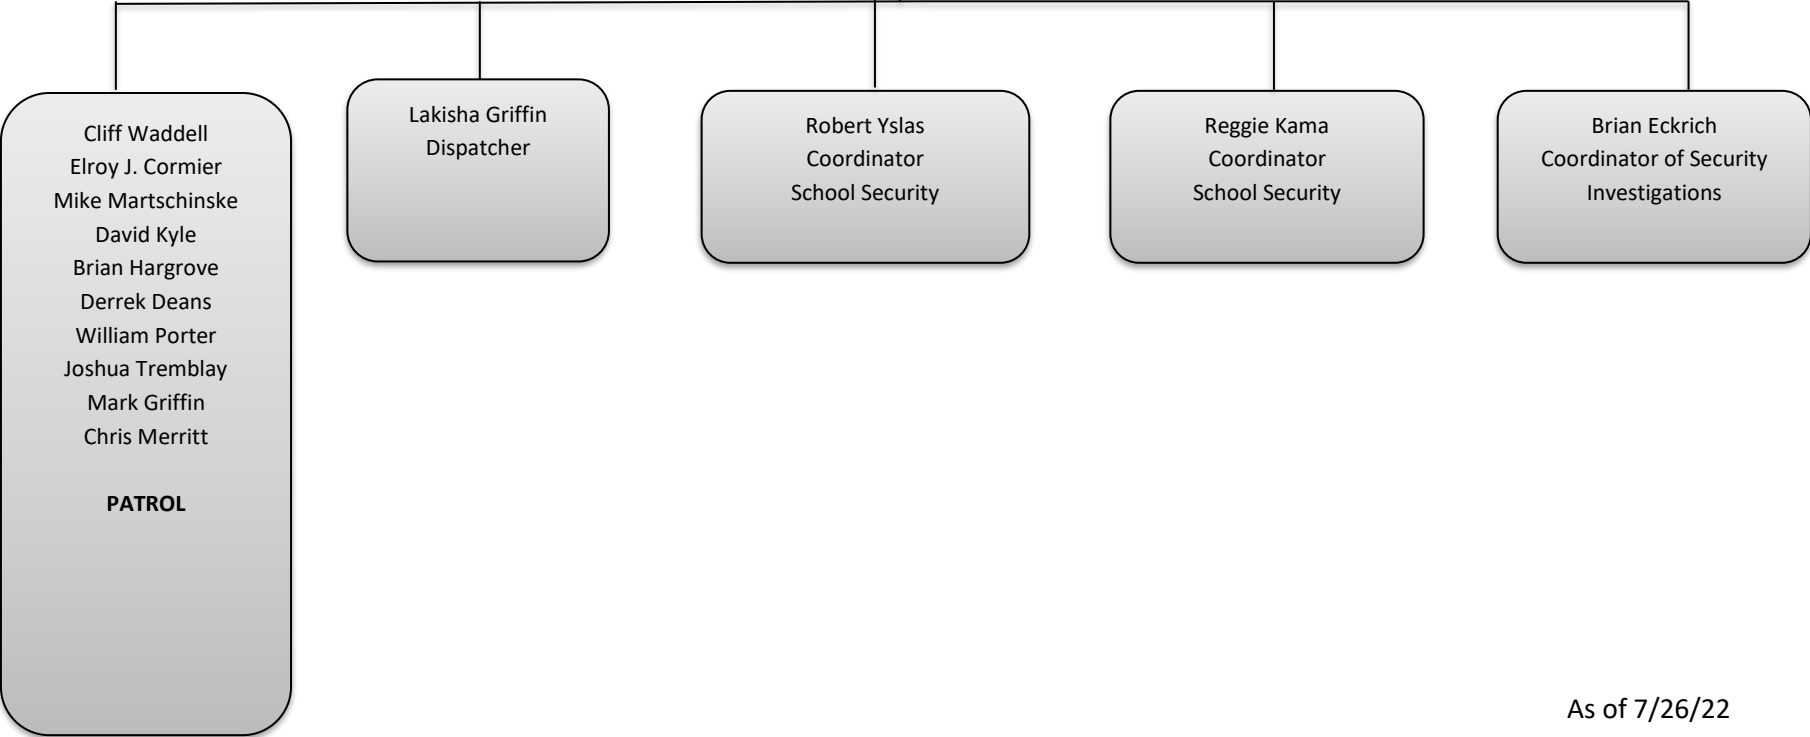 Cliff Waddell
Elroy J. Cormier
Mike Martschinske
David Kyle
Brian Hargrove
Derrek Deans
William Porter
Joshua Tremblay
Mark Griffin
Chris Merritt
PATROL
Lakisha Griffin
Dispatcher
Robert Yslas
Coordinator
School Security
Reggie Kama
Coordinator
School Security
Brian Eckrich
Coordinator of Security
Investigations
As of 7/26/22